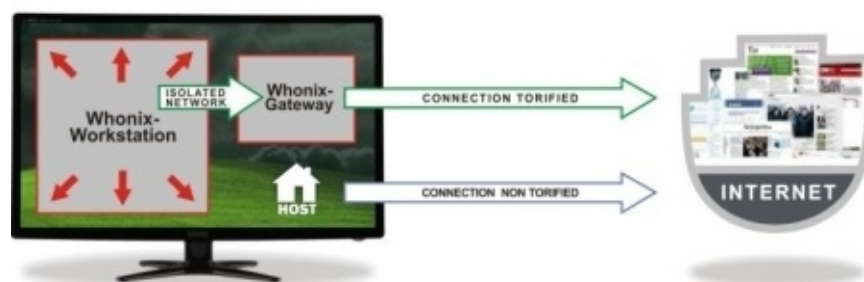 Whonix-
Workstation
ISOLATED
NETWORK
Whonix-
Gateway
CONNECTION TORIFIED
HOST
CONNECTION NON TORIFIED
INTERNET